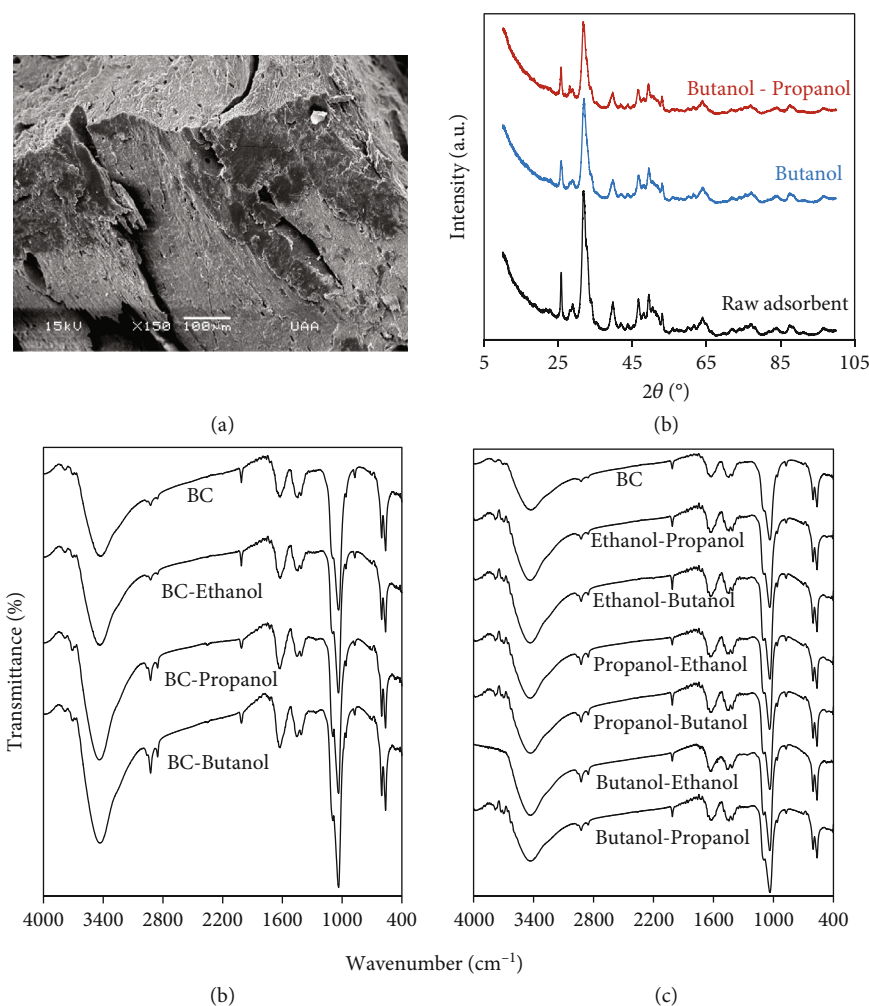 15kV X150 100μm UAA
(a)
Intensity (a.u.)
Butanol - Propanol
Butanol
Raw adsorbent
5 25 45 65 85 105
2θ (°)
(b)
Transmittance (%)
BC
BC-Ethanol
BC-Propanol
BC-Butanol
4000 3400 2800 2200 1600 1000 400
(b)
BC
Ethanol-Propanol
Ethanol-Butanol
Propanol-Ethanol
Propanol-Butanol
Butanol-Ethanol
Butanol-Propanol
4000 3400 2800 2200 1600 1000 400
Wavenumber (cm⁻¹)
(c)